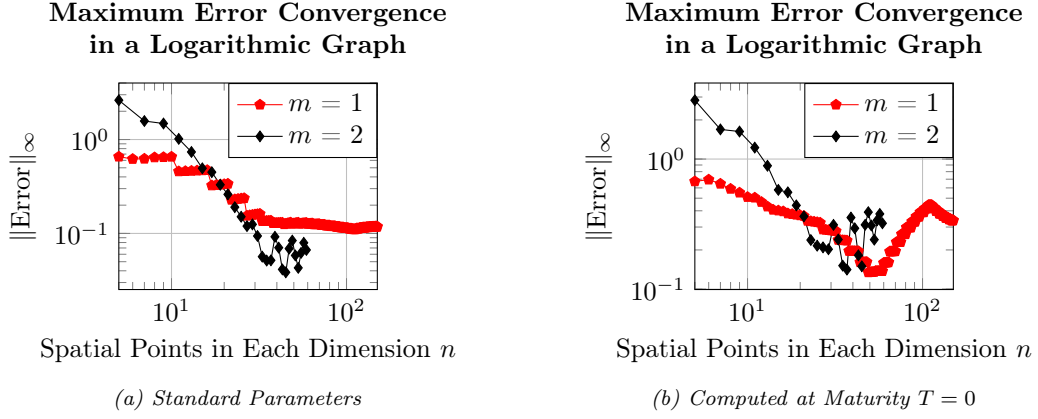 Maximum Error Convergence
in a Logarithmic Graph
m = 1
m = 2
10^0
10^{-1}
‖Error‖_∞
10^1
10^2
Spatial Points in Each Dimension n
(a) Standard Parameters
Maximum Error Convergence
in a Logarithmic Graph
m = 1
m = 2
10^0
10^{-1}
‖Error‖_∞
10^1
10^2
Spatial Points in Each Dimension n
(b) Computed at Maturity T = 0